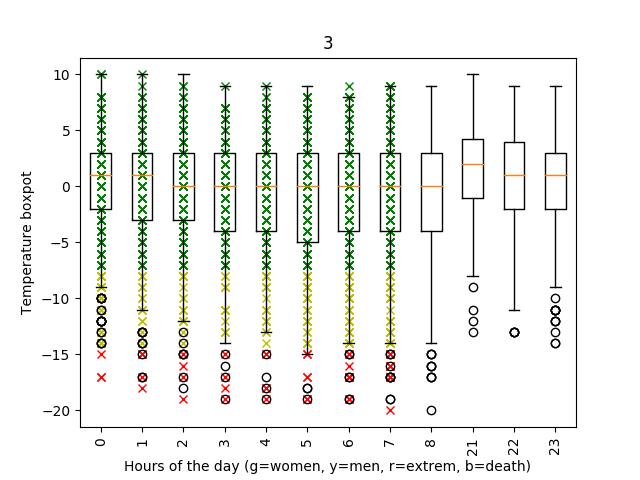 3
10
5
0
−5
−10
−15
−20
Temperature boxpot
0 1 2 3 4 5 6 7 8 21 22 23
Hours of the day (g=women, y=men, r=extrem, b=death)